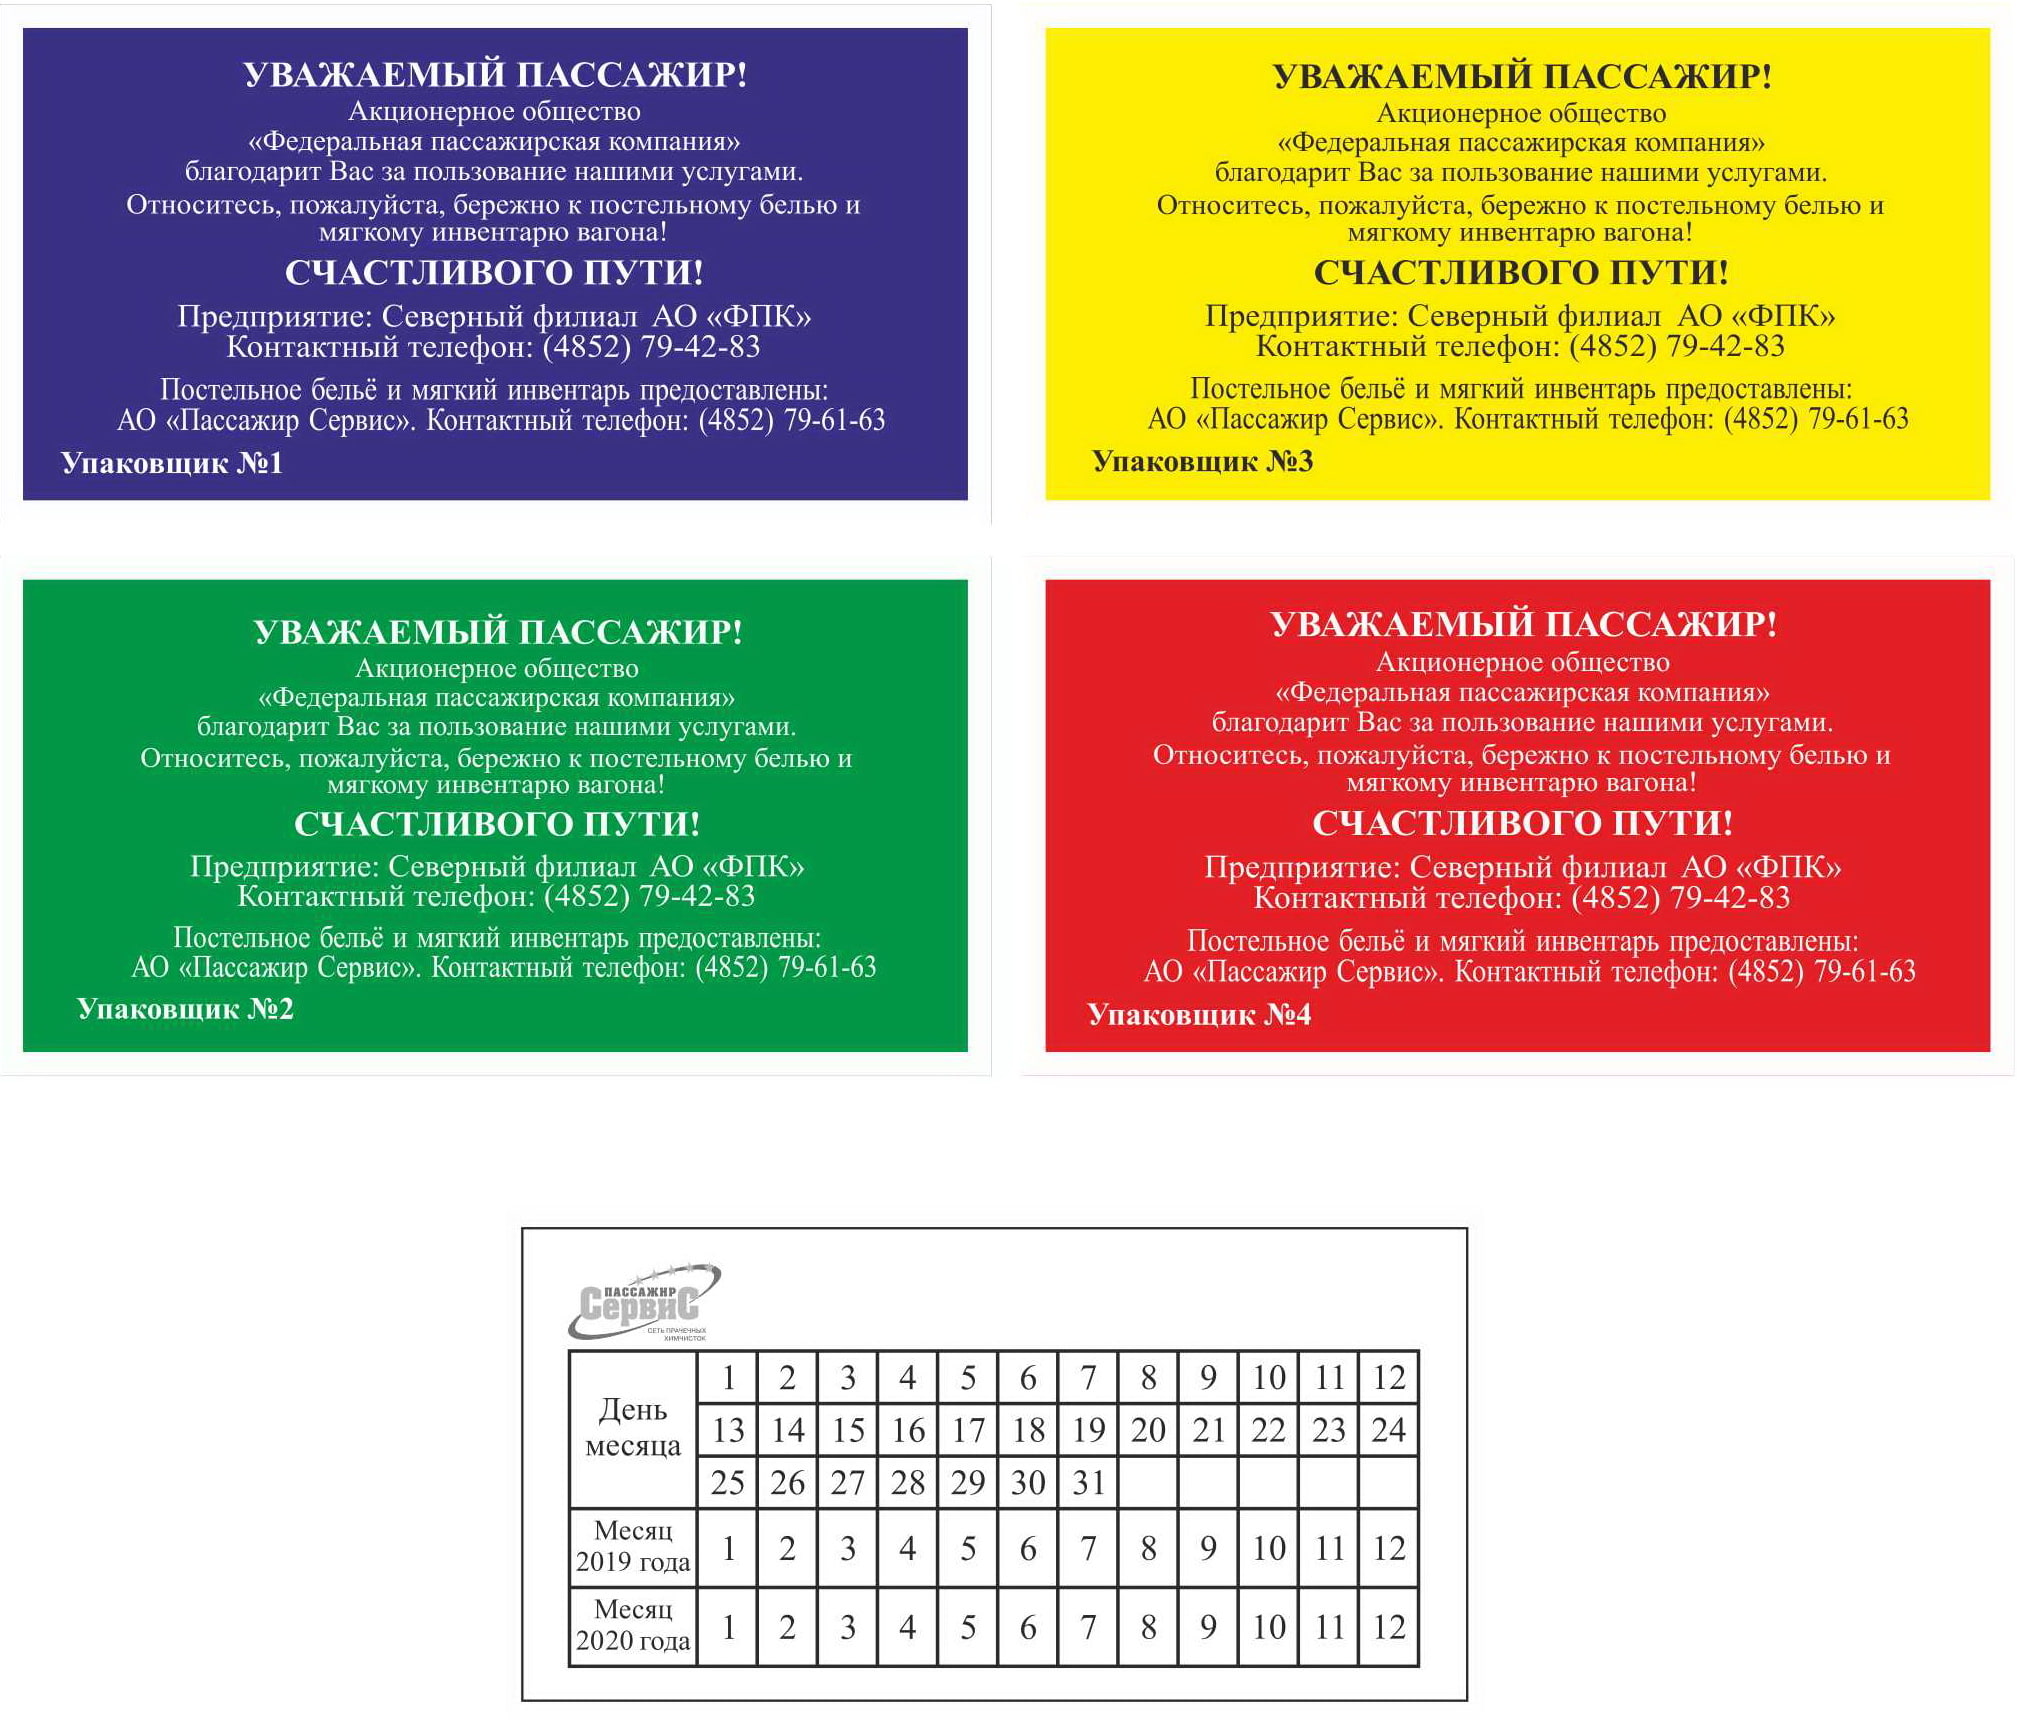 УВАЖАЕМЫЙ ПАССАЖИР!
Акционерное общество
«Федеральная пассажирская компания»
благодарит Вас за пользование нашими услугами.
Относитесь, пожалуйста, бережно к постельному белью и
мягкому инвентарю вагона!
СЧАСТЛИВОГО ПУТИ!
Предприятие: Северный филиал АО «ФПК»
Контактный телефон: (4852) 79-42-83
Постельное бельё и мягкий инвентарь предоставлены:
АО «Пассажир Сервис». Контактный телефон: (4852) 79-61-63
Упаковщик №1
УВАЖАЕМЫЙ ПАССАЖИР!
Акционерное общество
«Федеральная пассажирская компания»
благодарит Вас за пользование нашими услугами.
Относитесь, пожалуйста, бережно к постельному белью и
мягкому инвентарю вагона!
СЧАСТЛИВОГО ПУТИ!
Предприятие: Северный филиал АО «ФПК»
Контактный телефон: (4852) 79-42-83
Постельное бельё и мягкий инвентарь предоставлены:
АО «Пассажир Сервис». Контактный телефон: (4852) 79-61-63
Упаковщик №3
УВАЖАЕМЫЙ ПАССАЖИР!
Акционерное общество
«Федеральная пассажирская компания»
благодарит Вас за пользование нашими услугами.
Относитесь, пожалуйста, бережно к постельному белью и
мягкому инвентарю вагона!
СЧАСТЛИВОГО ПУТИ!
Предприятие: Северный филиал АО «ФПК»
Контактный телефон: (4852) 79-42-83
Постельное бельё и мягкий инвентарь предоставлены:
АО «Пассажир Сервис». Контактный телефон: (4852) 79-61-63
Упаковщик №2
УВАЖАЕМЫЙ ПАССАЖИР!
Акционерное общество
«Федеральная пассажирская компания»
благодарит Вас за пользование нашими услугами.
Относитесь, пожалуйста, бережно к постельному белью и
мягкому инвентарю вагона!
СЧАСТЛИВОГО ПУТИ!
Предприятие: Северный филиал АО «ФПК»
Контактный телефон: (4852) 79-42-83
Постельное бельё и мягкий инвентарь предоставлены:
АО «Пассажир Сервис». Контактный телефон: (4852) 79-61-63
Упаковщик №4
ПАССАЖИР
СервиС
СЕТЬ ПРАЧЕЧНЫХ
ХИМЧИСТОК
День
месяца
1 2 3 4 5 6 7 8 9 10 11 12
13 14 15 16 17 18 19 20 21 22 23 24
25 26 27 28 29 30 31
Месяц
2019 года
1 2 3 4 5 6 7 8 9 10 11 12
Месяц
2020 года
1 2 3 4 5 6 7 8 9 10 11 12